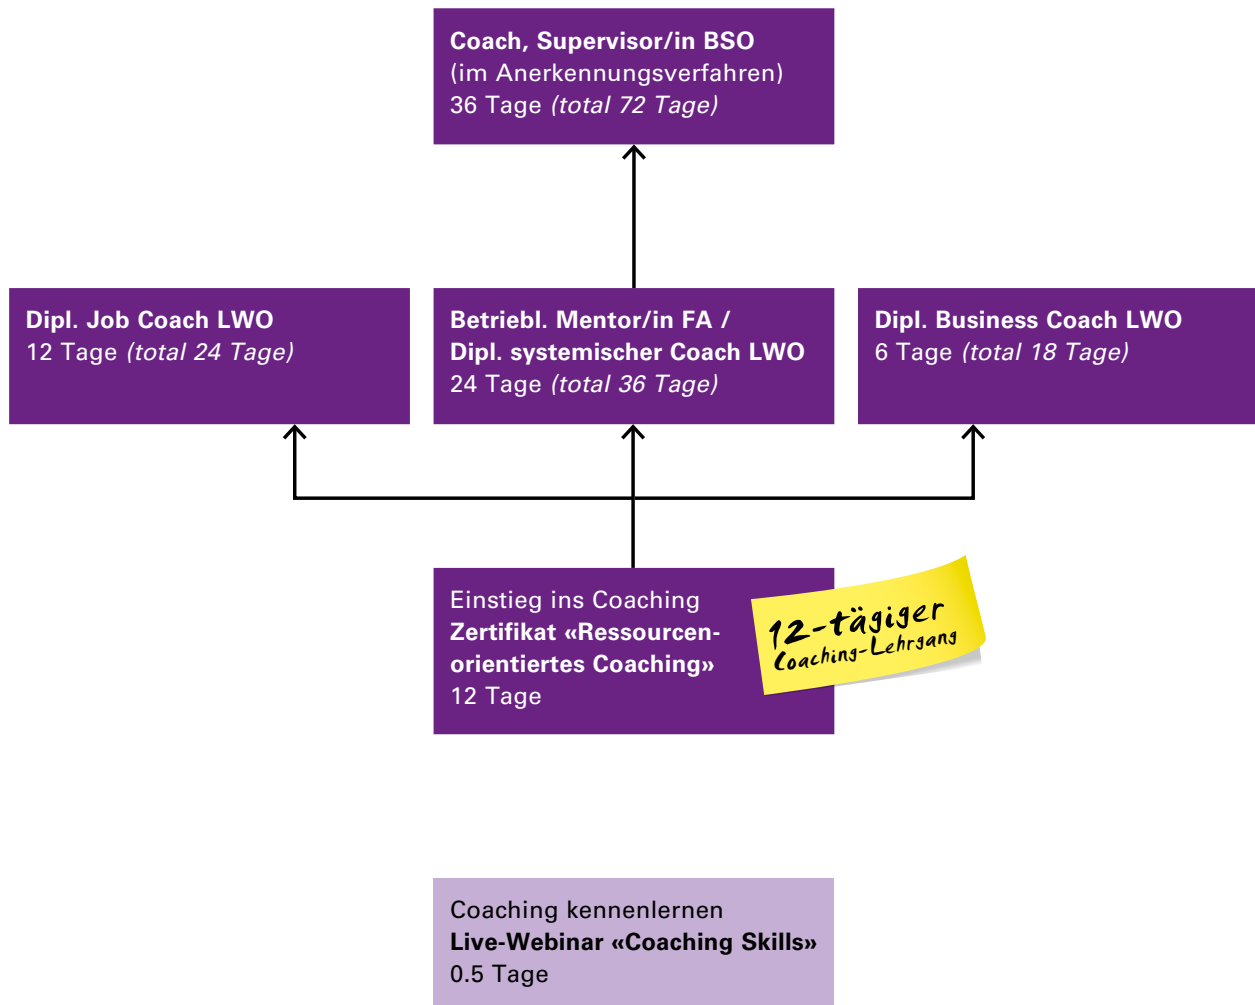 Coach, Supervisor/in BSO
(im Anerkennungsverfahren)
36 Tage (total 72 Tage)
Dipl. Job Coach LWO
12 Tage (total 24 Tage)
Betriebl. Mentor/in FA /
Dipl. systemischer Coach LWO
24 Tage (total 36 Tage)
Dipl. Business Coach LWO
6 Tage (total 18 Tage)
Einstieg ins Coaching
Zertifikat «Ressourcen-
orientiertes Coaching»
12 Tage
12-tägiger
Coaching-Lehrgang
Coaching kennenlernen
Live-Webinar «Coaching Skills»
0.5 Tage